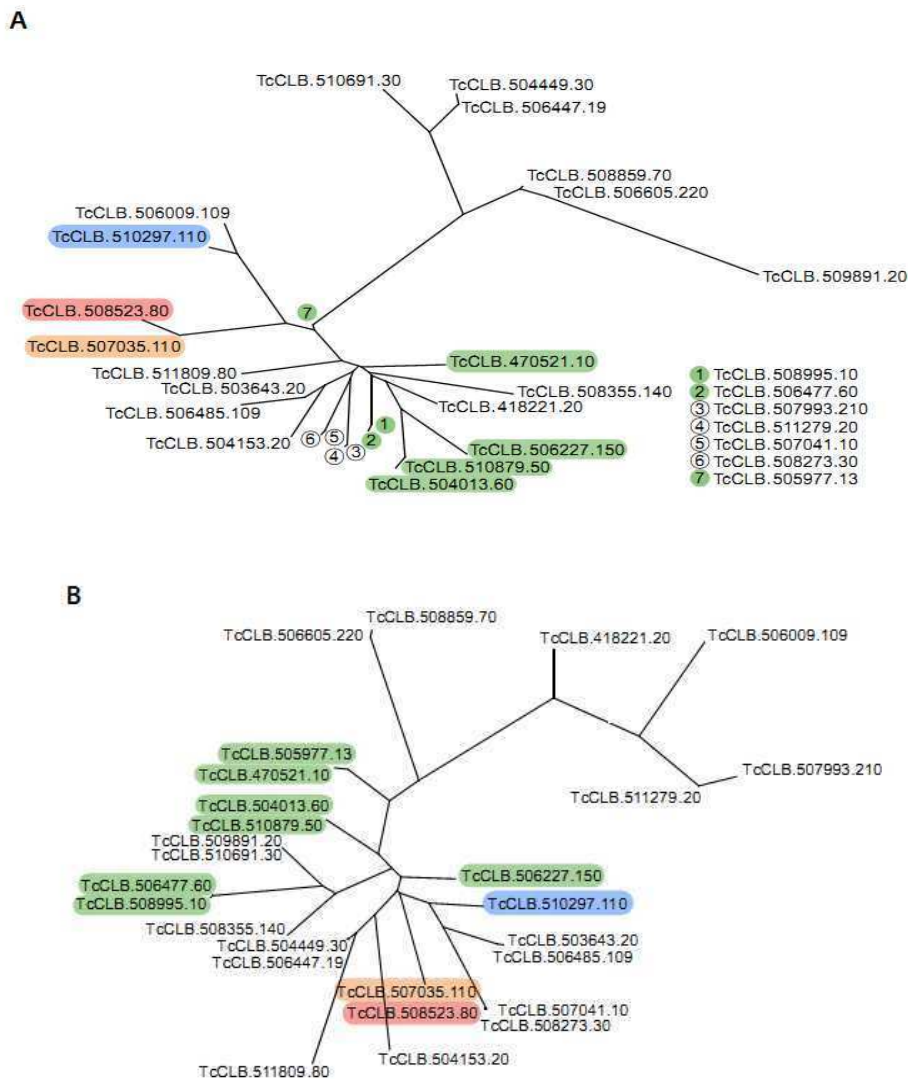 A
TcCLB.510691.30
TcCLB.504449.30
TcCLB.506447.19
TcCLB.508859.70
TcCLB.506605.220
TcCLB.506009.109
TcCLB.510297.110
TcCLB.509891.20
TcCLB.508523.80
7
TcCLB.507035.110
TcCLB.511809.80
TcCLB.470521.10
TcCLB.503643.20
TcCLB.508355.140
TcCLB.506485.109
TcCLB.418221.20
TcCLB.504153.20
6
5
4
3
2
1
TcCLB.506227.150
TcCLB.510879.50
TcCLB.504013.60
1 TcCLB.508995.10
2 TcCLB.506477.60
3 TcCLB.507993.210
4 TcCLB.511279.20
5 TcCLB.507041.10
6 TcCLB.508273.30
7 TcCLB.505977.13
B
TcCLB.508859.70
TcCLB.506605.220
TcCLB.418221.20
TcCLB.506009.109
TcCLB.505977.13
TcCLB.470521.10
TcCLB.507993.210
TcCLB.511279.20
TcCLB.504013.60
TcCLB.510879.50
TcCLB.509891.20
TcCLB.510691.30
TcCLB.506227.150
TcCLB.506477.60
TcCLB.508995.10
TcCLB.510297.110
TcCLB.508355.140
TcCLB.504449.30
TcCLB.506447.19
TcCLB.503643.20
TcCLB.506485.109
TcCLB.507035.110
TcCLB.508523.80
TcCLB.507041.10
TcCLB.508273.30
TcCLB.504153.20
TcCLB.511809.80